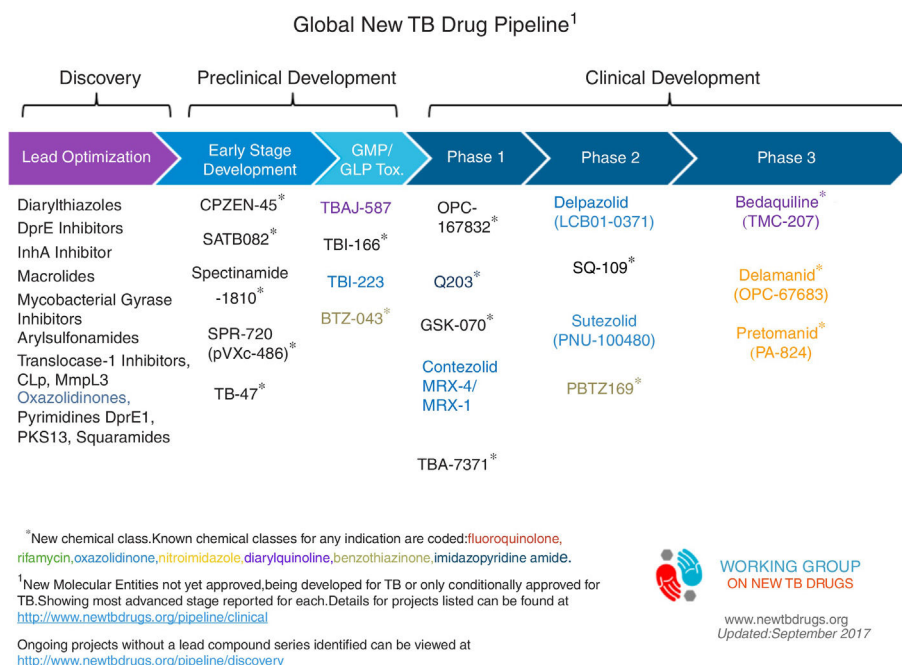 Global New TB Drug Pipeline1
Discovery
Preclinical Development
Clinical Development
Lead Optimization
Early Stage
Development
GMP/
GLP Tox.
Phase 1
Phase 2
Phase 3
Diarylthiazoles
DprE Inhibitors
InhA Inhibitor
Macrolides
Mycobacterial Gyrase
Inhibitors
Arylsulfonamides
Translocase-1 Inhibitors,
CLp, MmpL3
Oxazolidinones,
Pyrimidines DprE1,
PKS13, Squaramides
CPZEN-45*
SATB082*
Spectinamide
-1810*
SPR-720
(pVXc-486)*
TB-47*
TBAJ-587
TBI-166*
TBI-223
BTZ-043*
OPC-
167832*
Q203*
GSK-070*
Contezolid
MRX-4/
MRX-1
TBA-7371*
Delpazolid
(LCB01-0371)
SQ-109*
Sutezolid
(PNU-100480)
PBTZ169*
Bedaquiline*
(TMC-207)
Delamanid*
(OPC-67683)
Pretomanid*
(PA-824)
*New chemical class.Known chemical classes for any indication are coded:fluoroquinolone,
rifamycin,oxazolidinone,nitroimidazole,diarylquinoline,benzothiazinone,imidazopyridine amide.
1New Molecular Entities not yet approved,being developed for TB or only conditionally approved for
TB.Showing most advanced stage reported for each.Details for projects listed can be found at
http://www.newtbdrugs.org/pipeline/clinical
Ongoing projects without a lead compound series identified can be viewed at
http://www.newtbdrugs.org/pipeline/discovery
WORKING GROUP
ON NEW TB DRUGS
www.newtbdrugs.org
Updated:September 2017